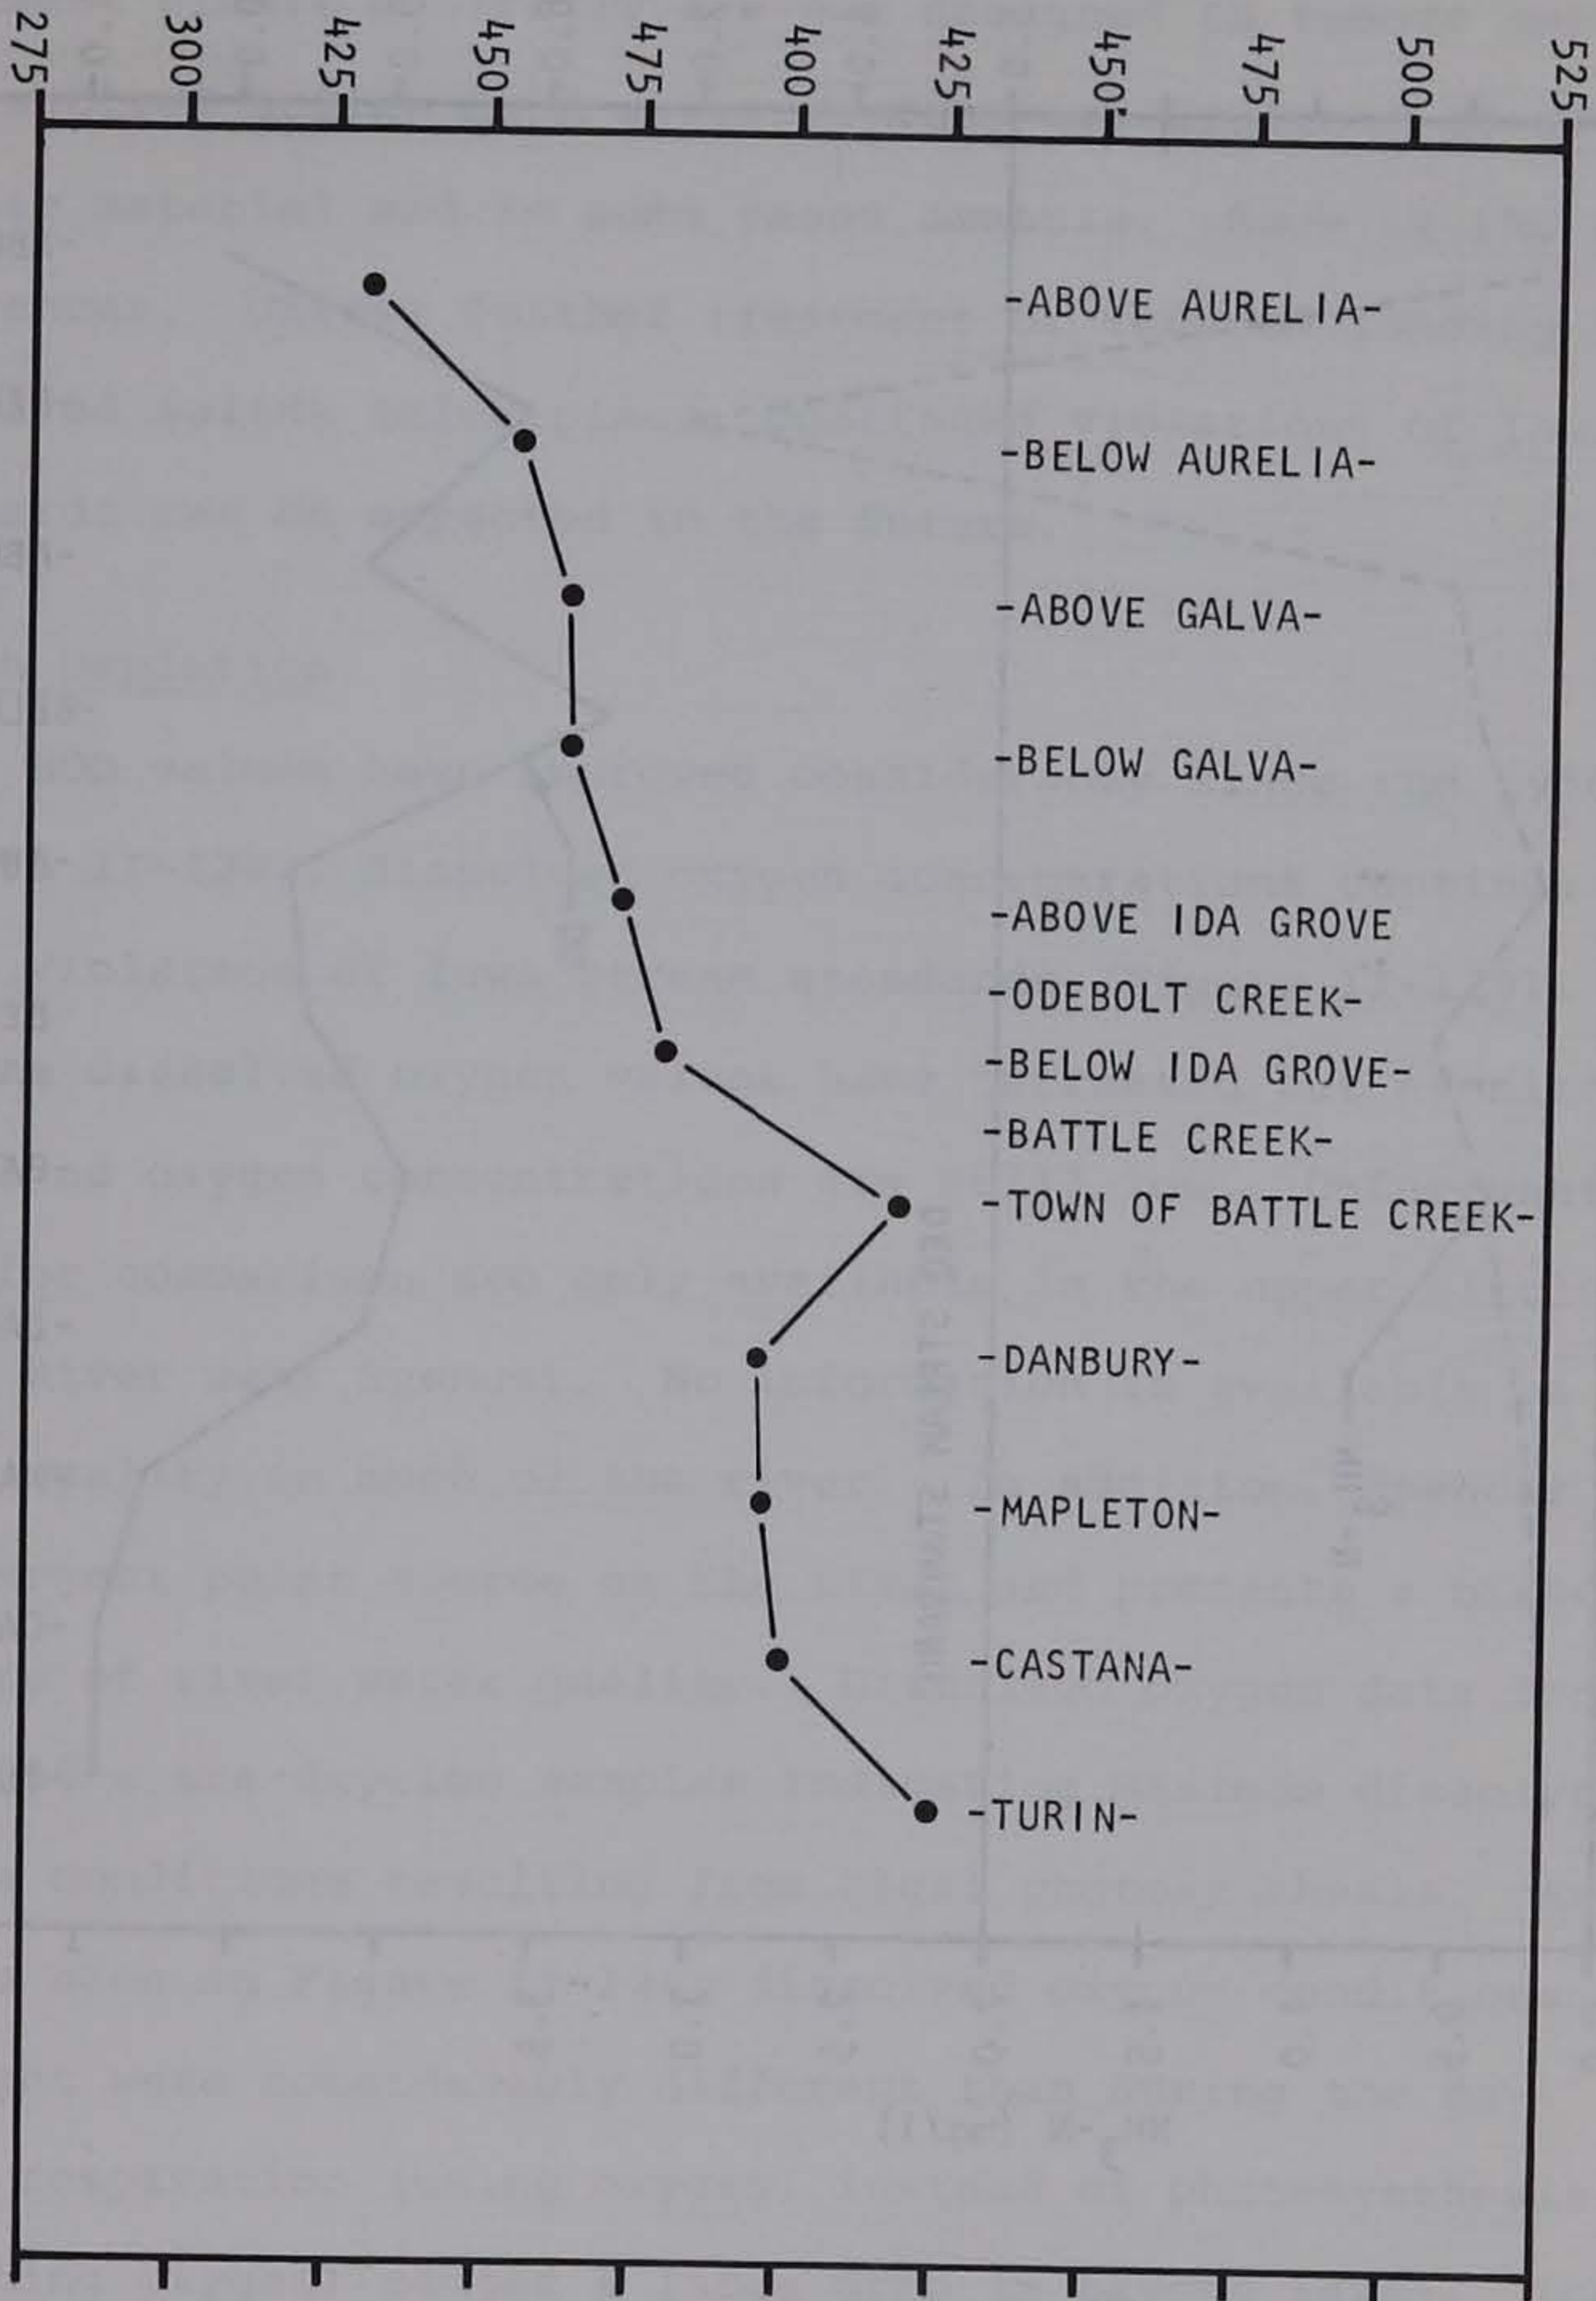 275
300
425
450
475
400
425
450
475
500
525
-ABOVE AURELIA-
-BELOW AURELIA-
-ABOVE GALVA-
-BELOW GALVA-
-ABOVE IDA GROVE
-ODEBOLT CREEK-
-BELOW IDA GROVE-
-BATTLE CREEK-
-TOWN OF BATTLE CREEK-
-DANBURY-
-MAPLETON-
-CASTANA-
-TURIN-